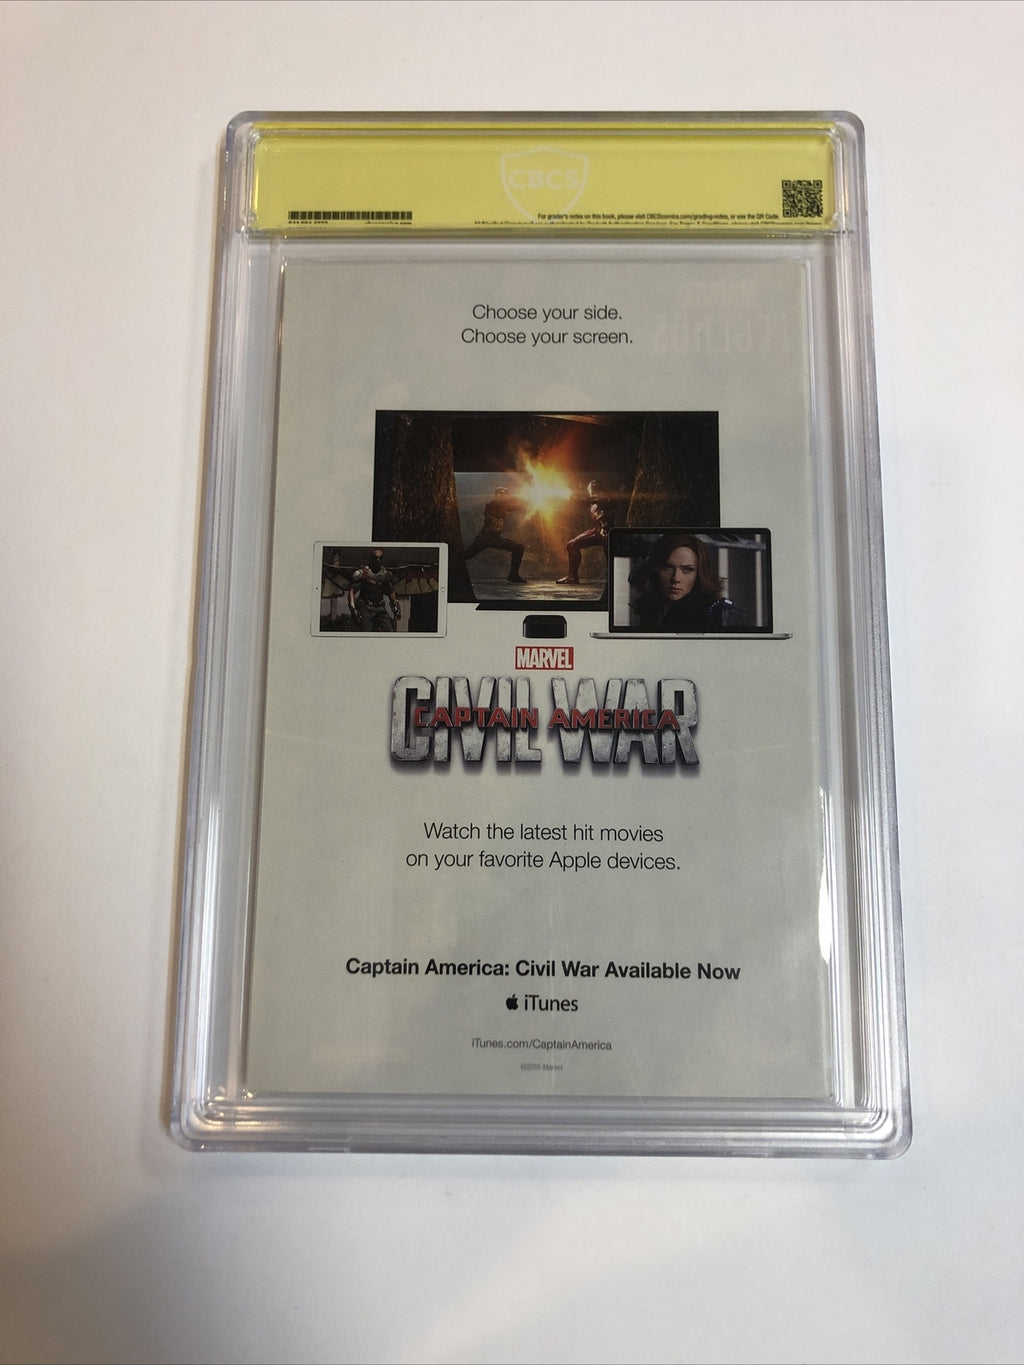 CBCS
For grader's notes on this book, please visit CBCScomics.com/grading-notes, or use the QR Code.
Choose your side.
Choose your screen.
MARVEL
CIVIL WAR
CAPTAIN AMERICA
Watch the latest hit movies
on your favorite Apple devices.
Captain America: Civil War Available Now
iTunes
iTunes.com/CaptainAmerica
©2016 Marvel